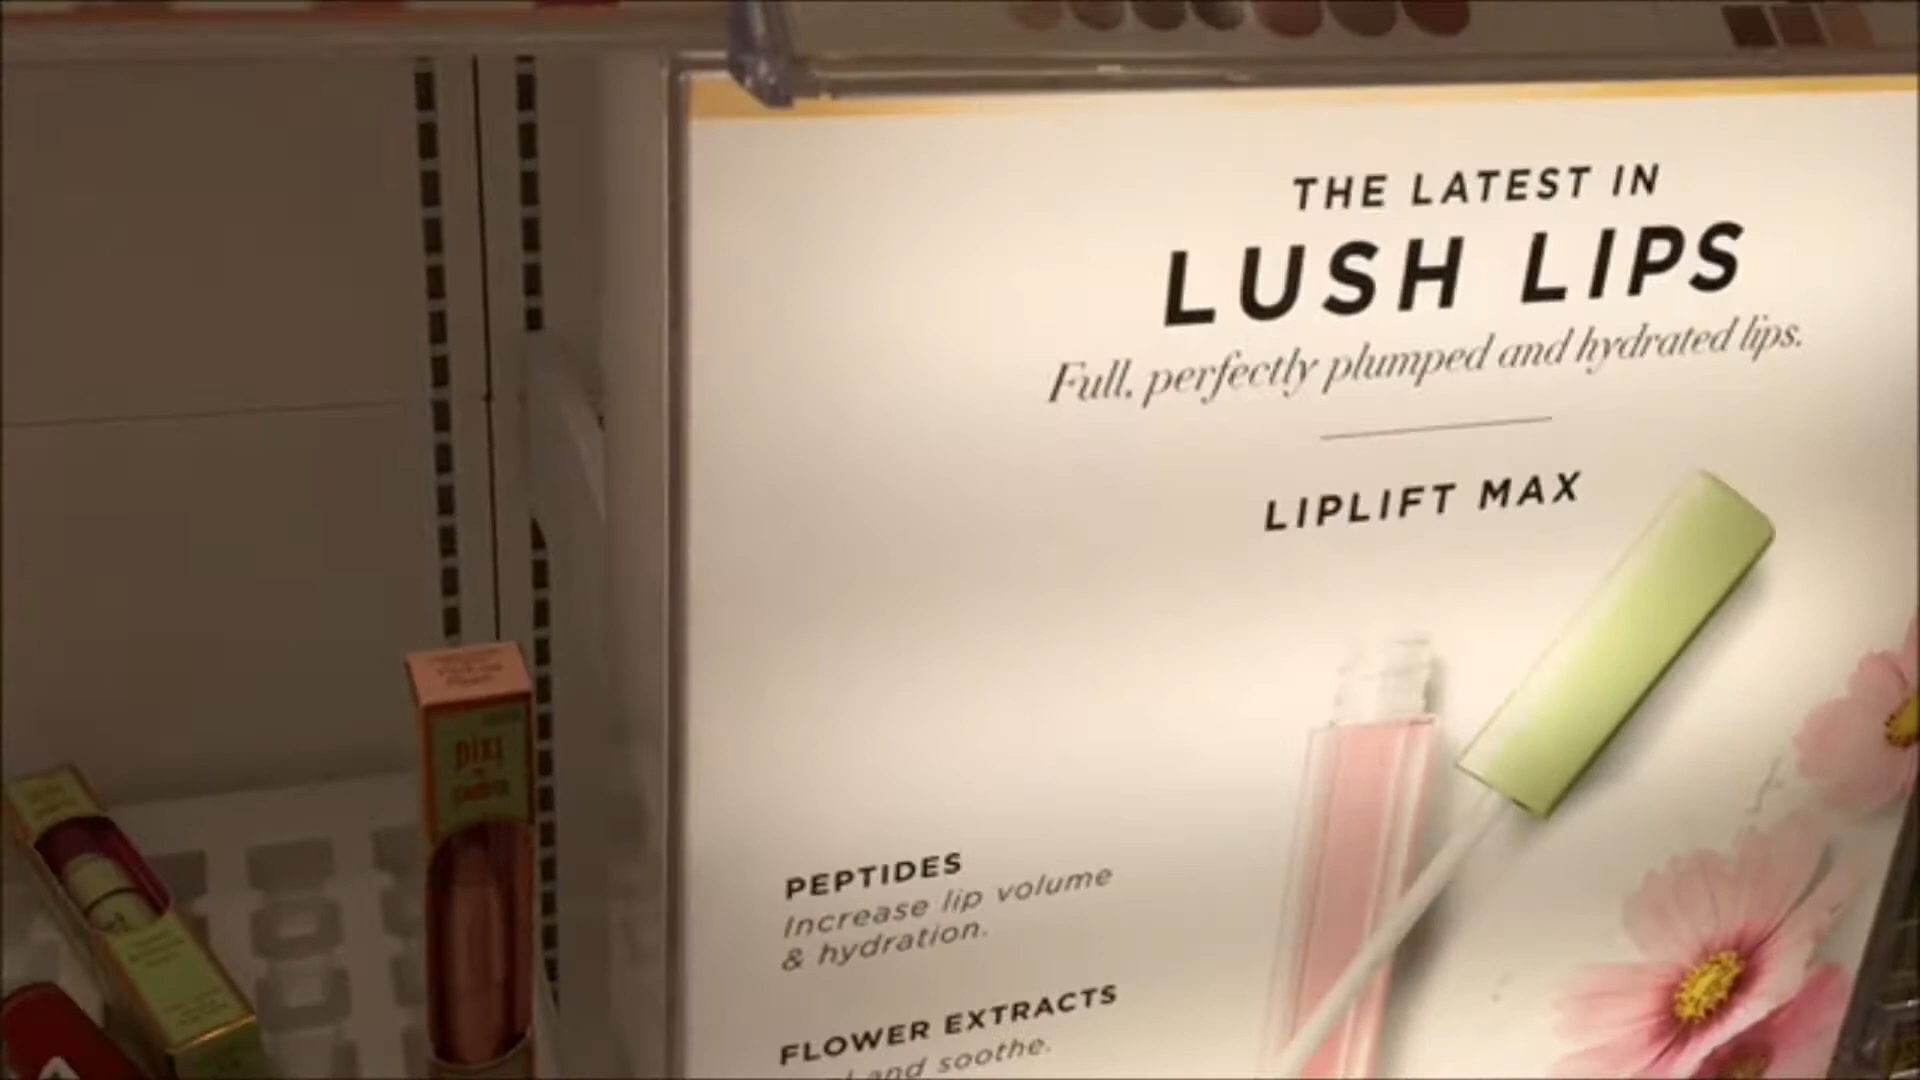 THE LATEST IN
LUSH LIPS
Full, perfectly plumped and hydrated lips.
LIPLIFT MAX
PEPTIDES
Increase lip volume
& hydration.
FLOWER EXTRACTS
and soothe.
pixi